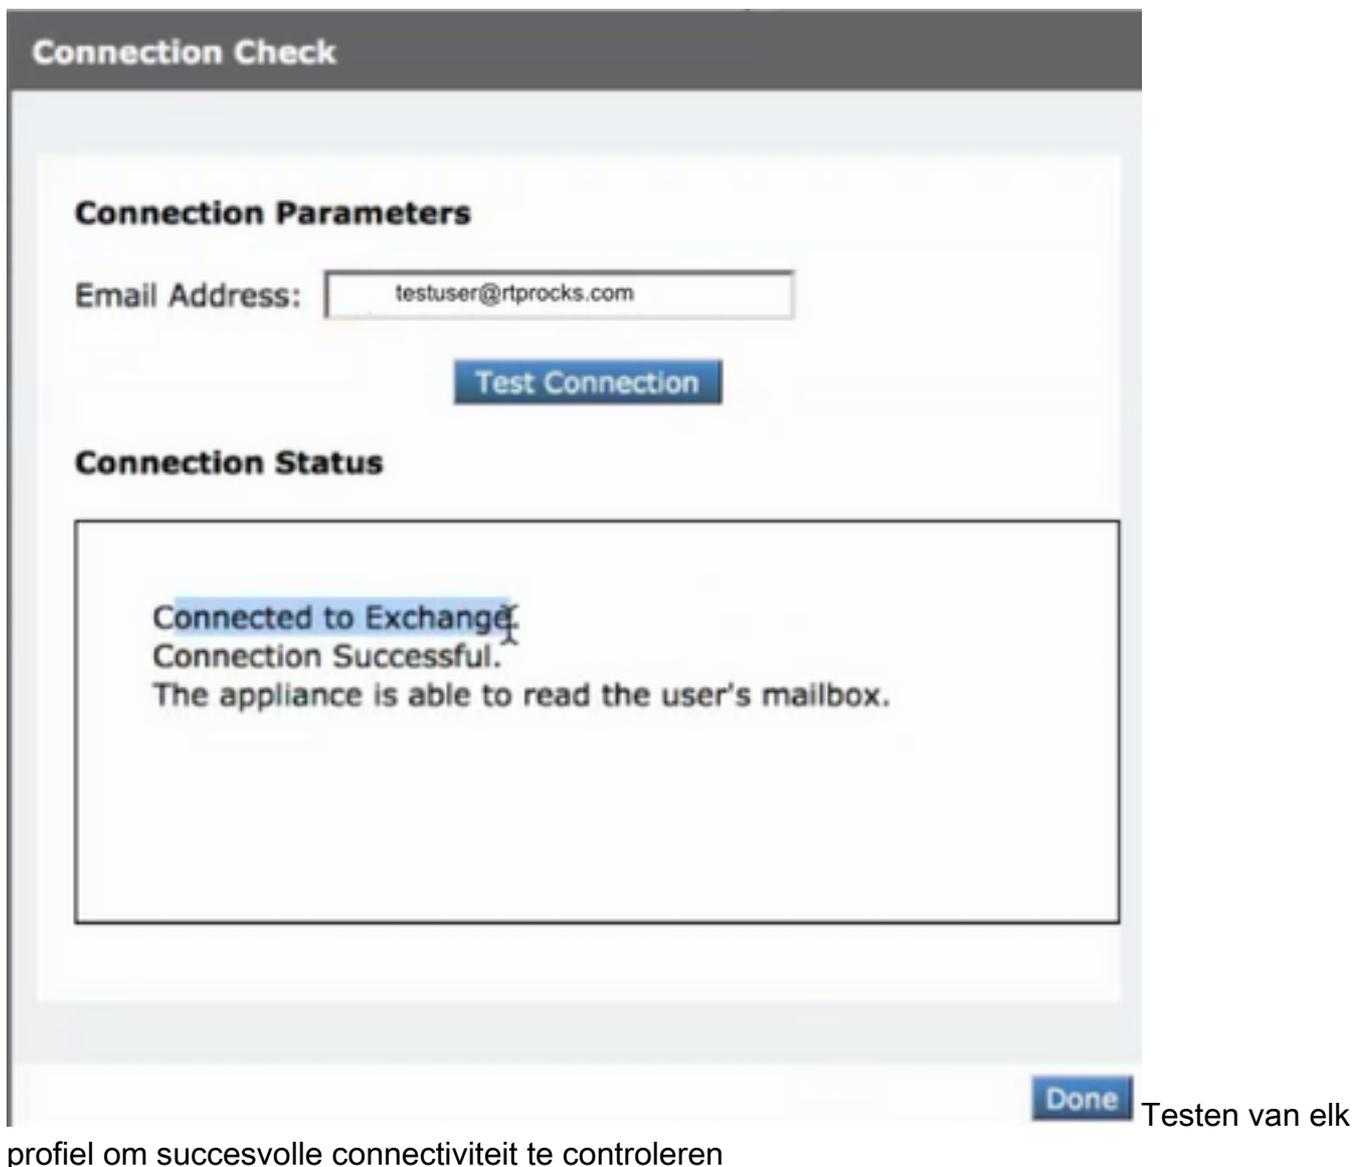 Connection Check
Connection Parameters
Email Address: testuser@rtprocks.com
Test Connection
Connection Status
Connected to Exchange.
Connection Successful.
The appliance is able to read the user's mailbox.
Done
Testen van elk
profiel om succesvolle connectiviteit te controleren